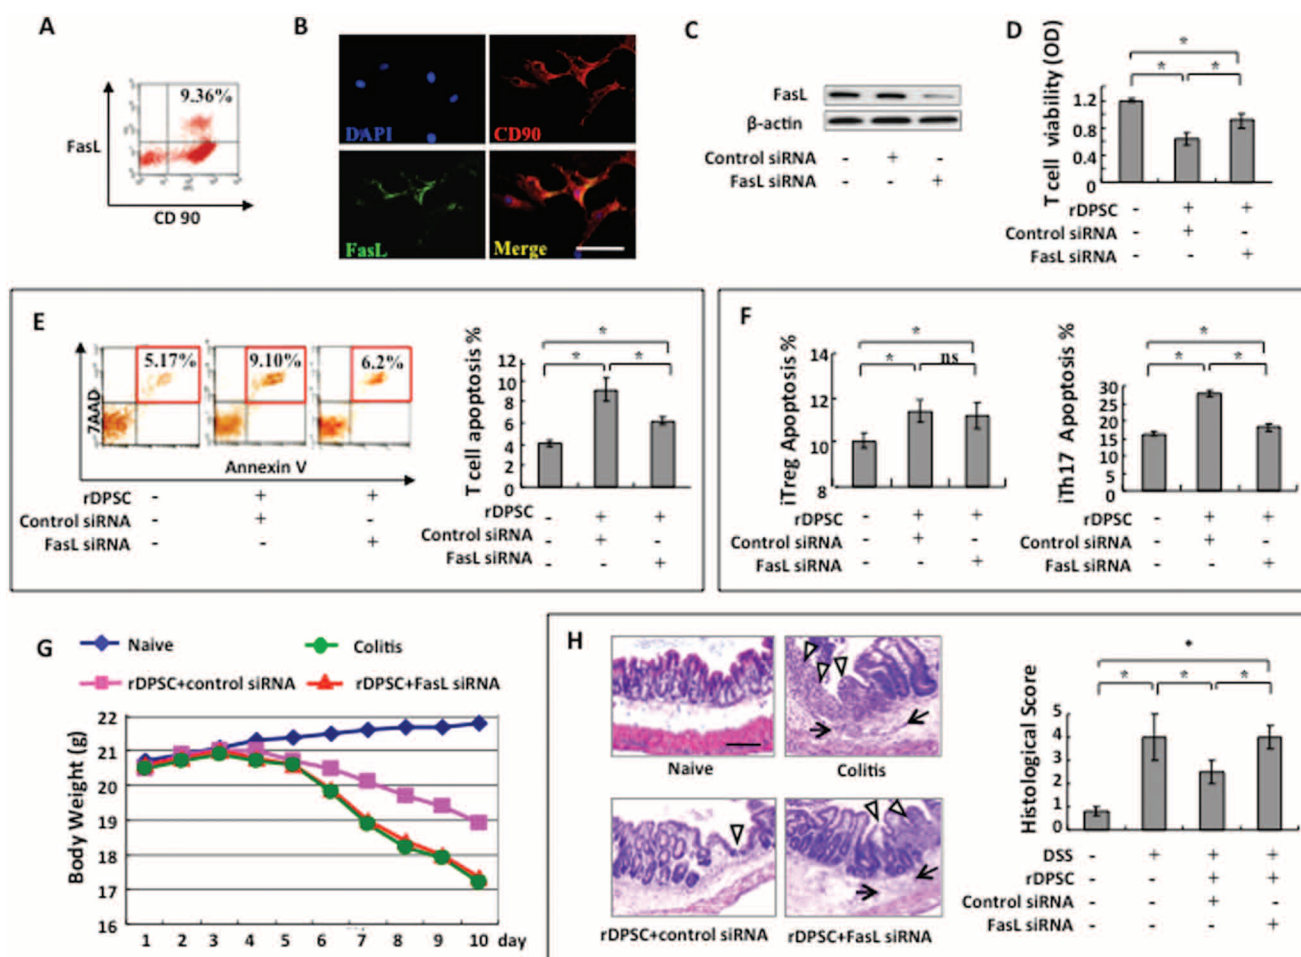 A
FasL
9.36%
CD 90
B
DAPI
CD90
FasL
Merge
C
FasL
β-actin
Control siRNA - + -
FasL siRNA - - +
D
T cell viability (OD)
* * *
1.2
0.8
0.4
0
rDPSC - + +
Control siRNA - + -
FasL siRNA - - +
E
7AAD
5.17% 9.10% 6.2%
Annexin V
rDPSC - + +
Control siRNA - + -
FasL siRNA - - +
T cell apoptosis %
* * *
12
10
8
6
4
2
0
rDPSC - + +
Control siRNA - + -
FasL siRNA - - +
F
iTreg Apoptosis %
*
* ns
14
12
10
8
rDPSC - + +
Control siRNA - + -
FasL siRNA - - +
iTh17 Apoptosis %
*
* *
30
25
20
15
10
5
0
rDPSC - + +
Control siRNA - + -
FasL siRNA - - +
G
Naive
Colitis
rDPSC+control siRNA
rDPSC+FasL siRNA
Body Weight (g)
22
21
20
19
18
17
16
1 2 3 4 5 6 7 8 9 10 day
H
Naive
Colitis
rDPSC+control siRNA
rDPSC+FasL siRNA
Histological Score
*
* * *
5
4
3
2
1
0
DSS - + + +
rDPSC - - + +
Control siRNA - - + -
FasL siRNA - - - +